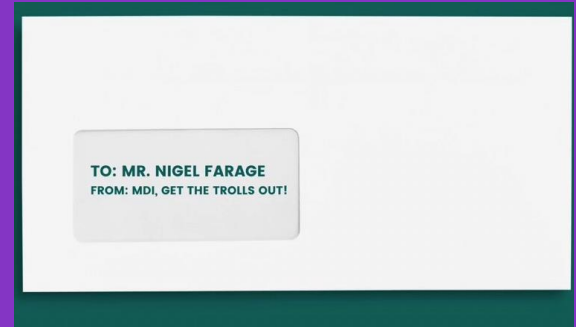 TO: MR. NIGEL FARAGE
FROM: MDI, GET THE TROLLS OUT!